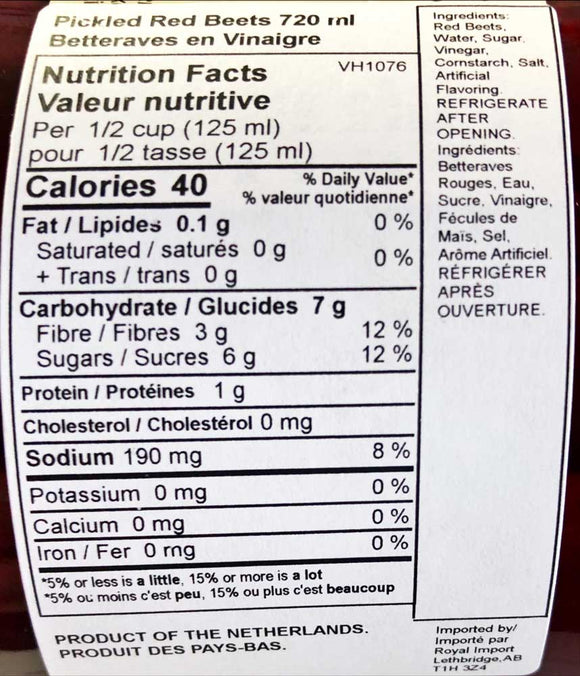 Pickled Red Beets 720 ml
Betteraves en Vinaigre
Nutrition Facts
VH1076
Valeur nutritive
Per 1/2 cup (125 ml)
pour 1/2 tasse (125 ml)
Calories 40
% Daily Value*
% valeur quotidienne*
Fat / Lipides 0.1 g 0 %
Saturated / saturés 0 g
+ Trans / trans 0 g
0 %
Carbohydrate / Glucides 7 g
Fibre / Fibres 3 g 12 %
Sugars / Sucres 6 g 12 %
Protein / Protéines 1 g
Cholesterol / Cholestérol 0 mg
Sodium 190 mg 8 %
Potassium 0 mg 0 %
Calcium 0 mg 0 %
Iron / Fer 0 mg 0 %
*5% or less is a little, 15% or more is a lot
*5% ou moins c'est peu, 15% ou plus c'est beaucoup
PRODUCT OF THE NETHERLANDS.
PRODUIT DES PAYS-BAS.
Ingredients:
Red Beets,
Water, Sugar,
Vinegar,
Cornstarch, Salt,
Artificial
Flavoring.
REFRIGERATE
AFTER
OPENING.
Ingrédients:
Betteraves
Rouges, Eau,
Sucre, Vinaigre,
Fécules de
Maïs, Sel,
Arôme Artificiel.
RÉFRIGÉRER
APRÈS
OUVERTURE.
Imported by/
Importé par
Royal Import
Lethbridge, AB
T1H 3Z4